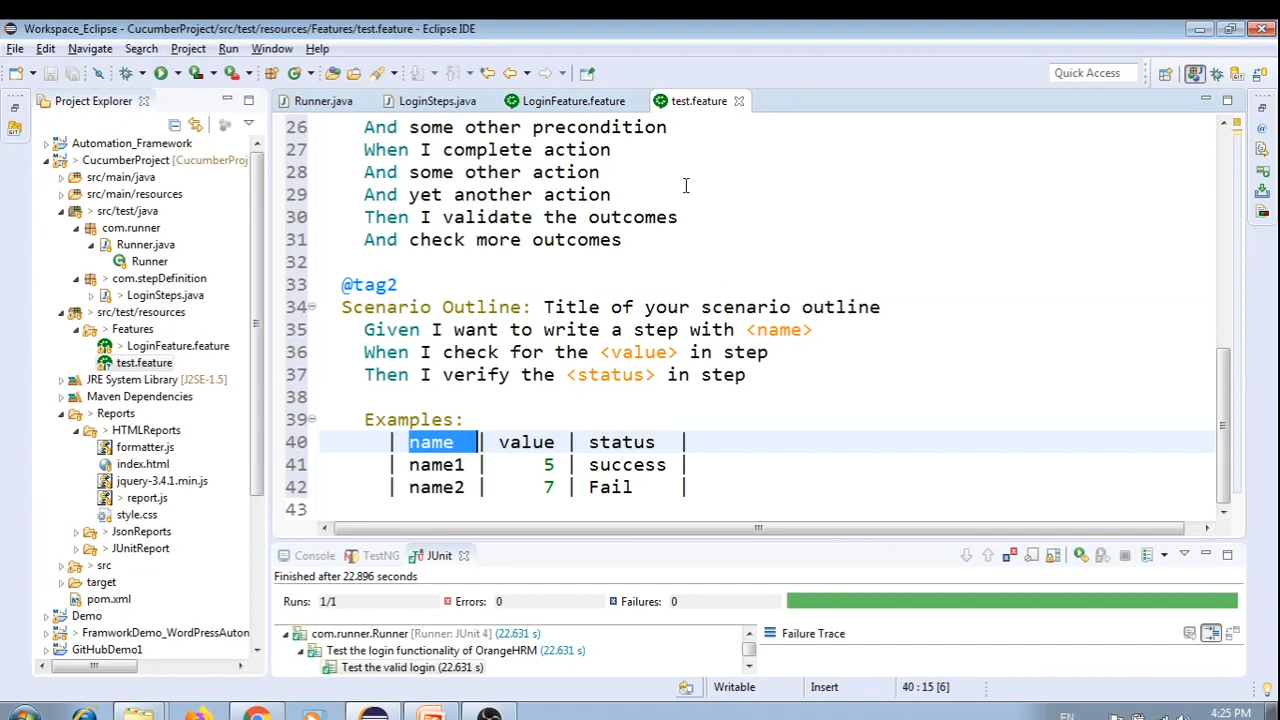 Workspace_Eclipse - CucumberProject/src/test/resources/Features/test.feature - Eclipse IDE
File Edit Navigate Search Project Run Window Help
Quick Access
Project Explorer
Runner.java LoginSteps.java LoginFeature.feature test.feature
Automation_Framework
CucumberProject [CucumberProj
src/main/java
src/main/resources
src/test/java
com.runner
Runner.java
Runner
> com.stepDefinition
LoginSteps.java
> src/test/resources
> Features
> LoginFeature.feature
test.feature
JRE System Library [J2SE-1.5]
Maven Dependencies
> Reports
> HTMLReports
formatter.js
index.html
jquery-3.4.1.min.js
> report.js
style.css
> JsonReports
> JUnitReport
> src
target
pom.xml
Demo
> FramworkDemo_WordPressAuton
GitHubDemo1
26 And some other precondition
27 When I complete action
28 And some other action
29 And yet another action
30 Then I validate the outcomes
31 And check more outcomes
32
33 @tag2
34 Scenario Outline: Title of your scenario outline
35 Given I want to write a step with <name>
36 When I check for the <value> in step
37 Then I verify the <status> in step
38
39 Examples:
40 | name | value | status |
41 | name1 | 5 | success |
42 | name2 | 7 | Fail |
43
Console TestNG JUnit
Finished after 22.896 seconds
Runs: 1/1 Errors: 0 Failures: 0
com.runner.Runner [Runner: JUnit 4] (22.631 s)
Test the login functionality of OrangeHRM (22.631 s)
Test the valid login (22.631 s)
Failure Trace
Writable Insert 40 : 15 [6]
EN 4:25 PM